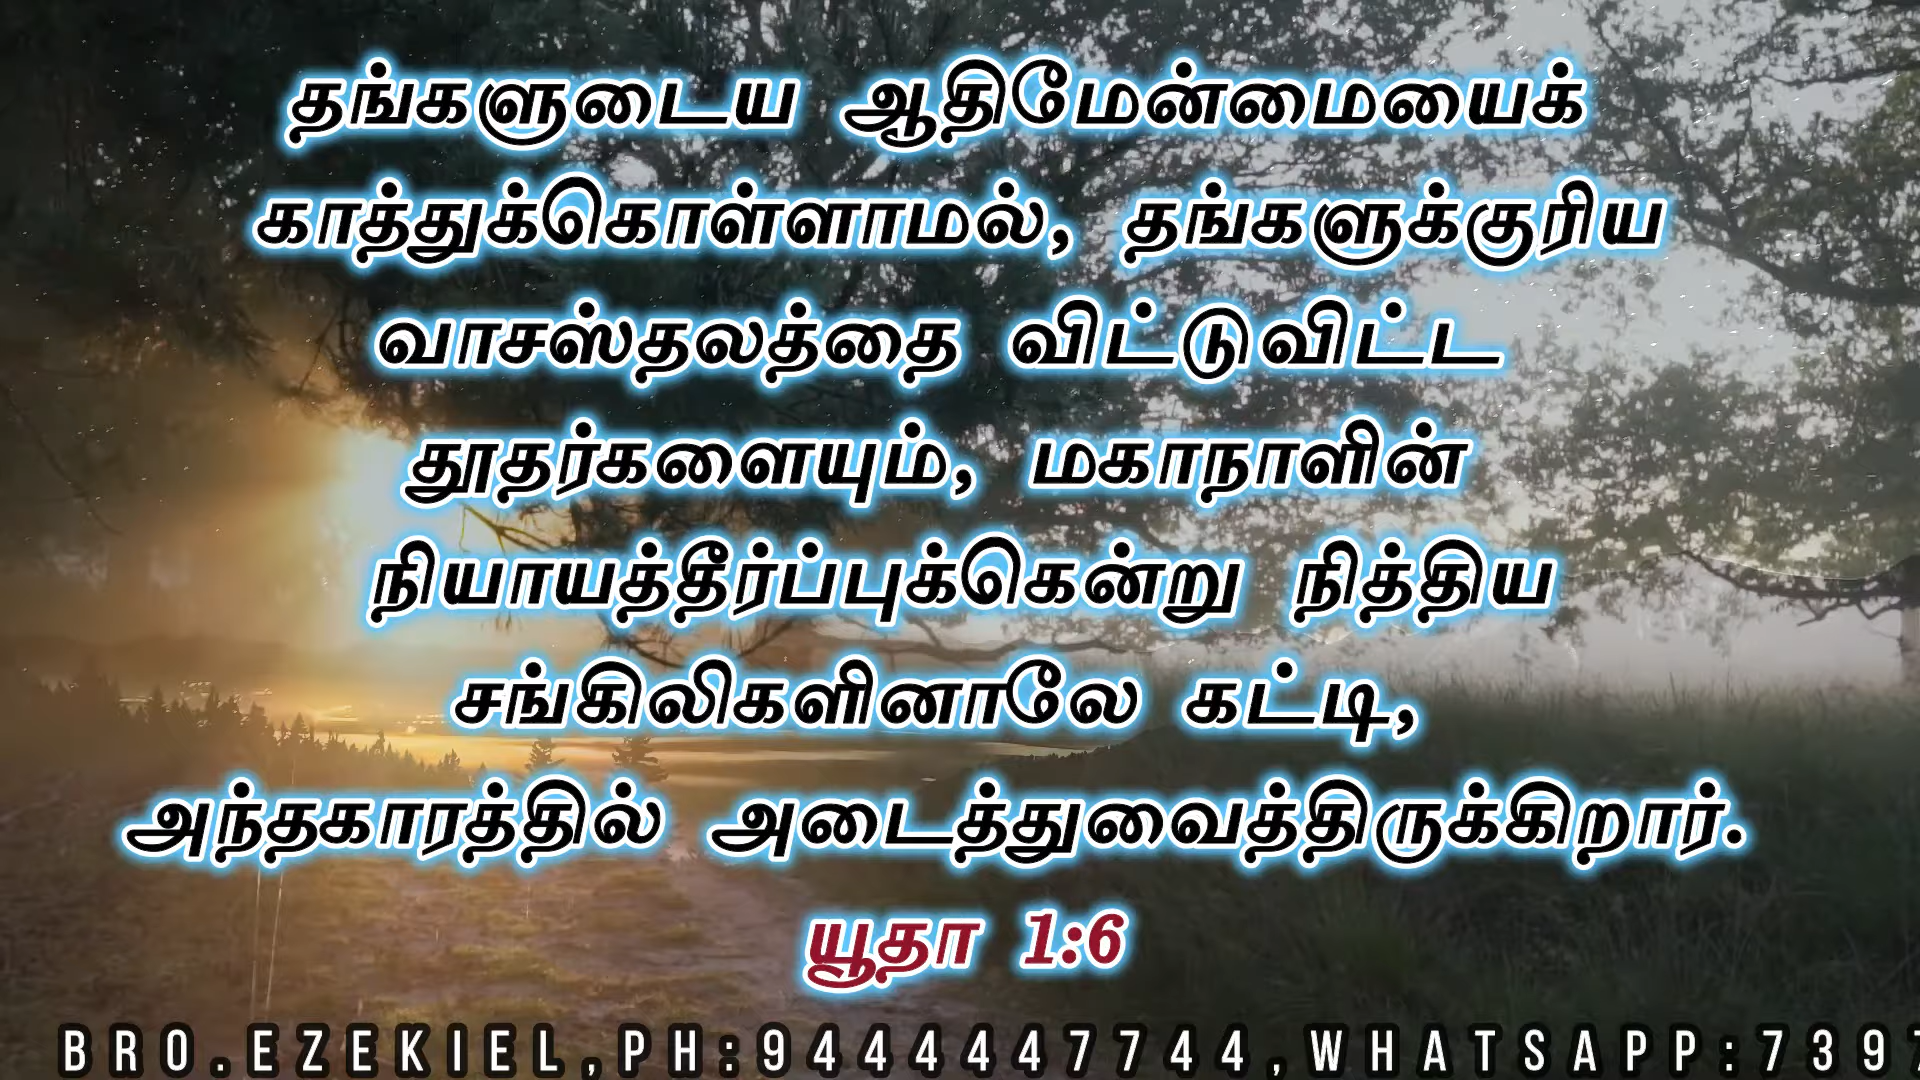 தங்களுடைய ஆதிமேன்மையைக்
காத்துக்கொள்ளாமல், தங்களுக்குரிய
வாசஸ்தலத்தை விட்டுவிட்ட
தூதர்களையும், மகாநாளின்
நியாயத்தீர்ப்புக்கென்று நித்திய
சங்கிலிகளினாலே கட்டி,
அந்தகாரத்தில் அடைத்துவைத்திருக்கிறார்.
யூதா 1:6
BRO.EZEKIEL,PH:9444447744,WHATSAPP:7397